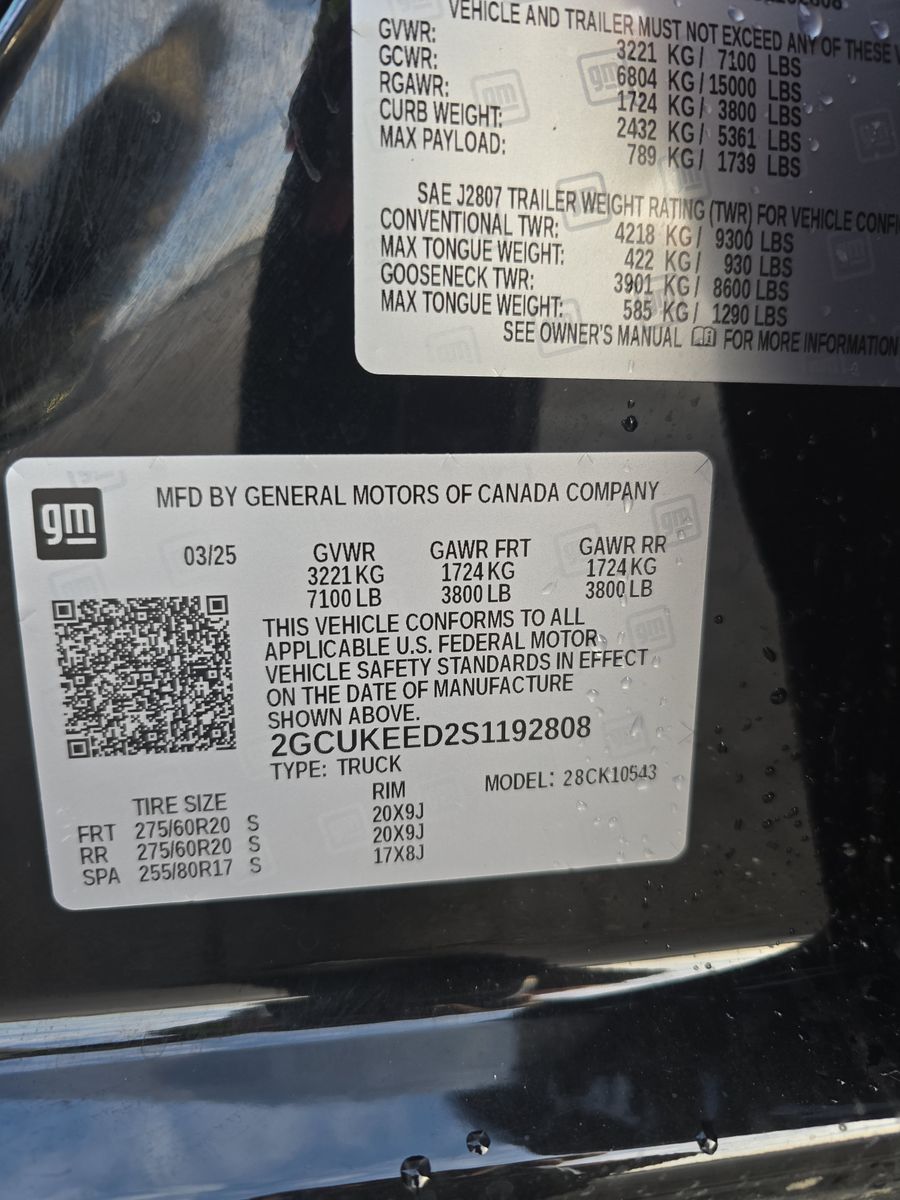 VEHICLE AND TRAILER MUST NOT EXCEED ANY OF THESE
GVWR: 3221 KG/ 7100 LBS
GCWR: 6804 KG/ 15000 LBS
RGAWR: 1724 KG/ 3800 LBS
CURB WEIGHT: 2432 KG/ 5361 LBS
MAX PAYLOAD: 789 KG/ 1739 LBS
SAE J2807 TRAILER WEIGHT RATING (TWR) FOR VEHICLE CONFI
CONVENTIONAL TWR: 4218 KG/ 9300 LBS
MAX TONGUE WEIGHT: 422 KG/ 930 LBS
GOOSENECK TWR: 3901 KG/ 8600 LBS
MAX TONGUE WEIGHT: 585 KG/ 1290 LBS
SEE OWNER'S MANUAL FOR MORE INFORMATION
gm
MFD BY GENERAL MOTORS OF CANADA COMPANY
03/25 GVWR GAWR FRT GAWR RR
3221 KG 1724 KG 1724 KG
7100 LB 3800 LB 3800 LB
THIS VEHICLE CONFORMS TO ALL
APPLICABLE U.S. FEDERAL MOTOR
VEHICLE SAFETY STANDARDS IN EFFECT
ON THE DATE OF MANUFACTURE
SHOWN ABOVE.
2GCUKEED2S1192808
TYPE: TRUCK MODEL: 28CK10543
TIRE SIZE RIM
FRT 275/60R20 S 20X9J
RR 275/60R20 S 20X9J
SPA 255/80R17 S 17X8J